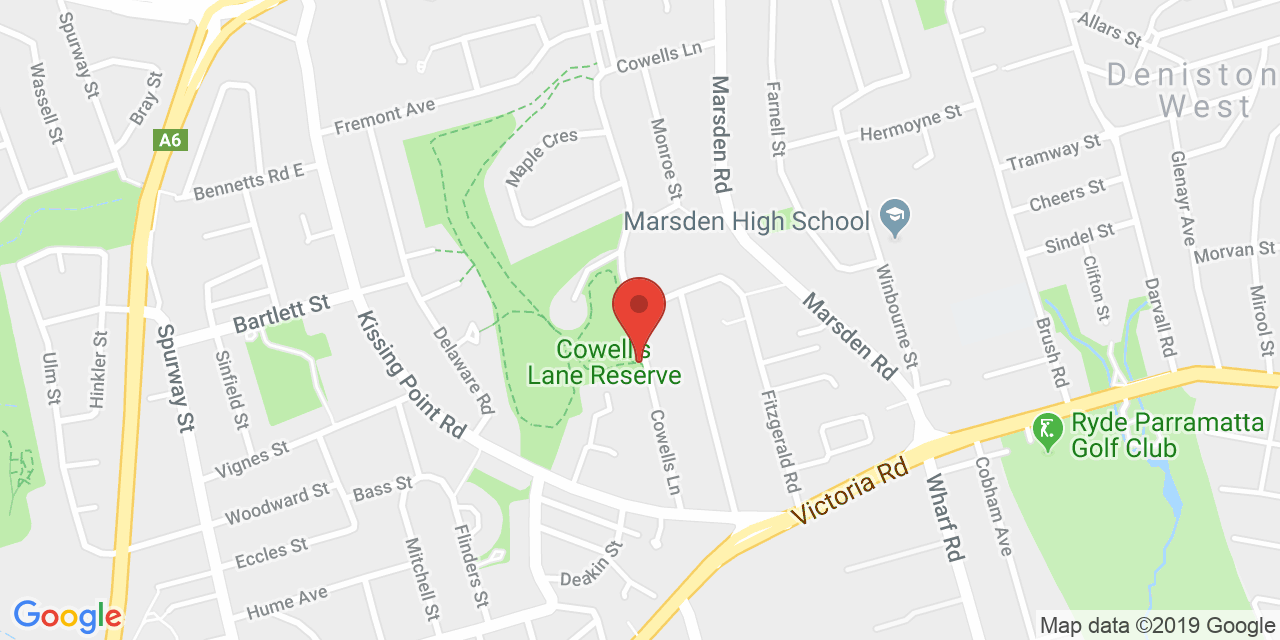 Spurway St
Wassell St
Bray St
A6
Bennetts Rd E
Fremont Ave
Cowells Ln
Maple Cres
Monroe St
Marsden Rd
Farnell St
Hermoyne St
Allars St
Deniston
West
Tramway St
Cheers St
Sindel St
Glenayr Ave
Morvan St
Marsden High School
Clifton St
Darvall Rd
Mirool St
Winbourne St
Brush Rd
Marsden Rd
Bartlett St
Kissing Point Rd
Delaware Rd
Cowells
Lane Reserve
Ulm St
Hinkler St
Spurway St
Sinfield St
Cowells Ln
Fitzgerald Rd
Ryde Parramatta
Golf Club
Victoria Rd
Vignes St
Woodward St
Bass St
Eccles St
Mitchell St
Flinders St
Deakin St
Hume Ave
Wharf Rd
Cobham Ave
Google
Map data ©2019 Google